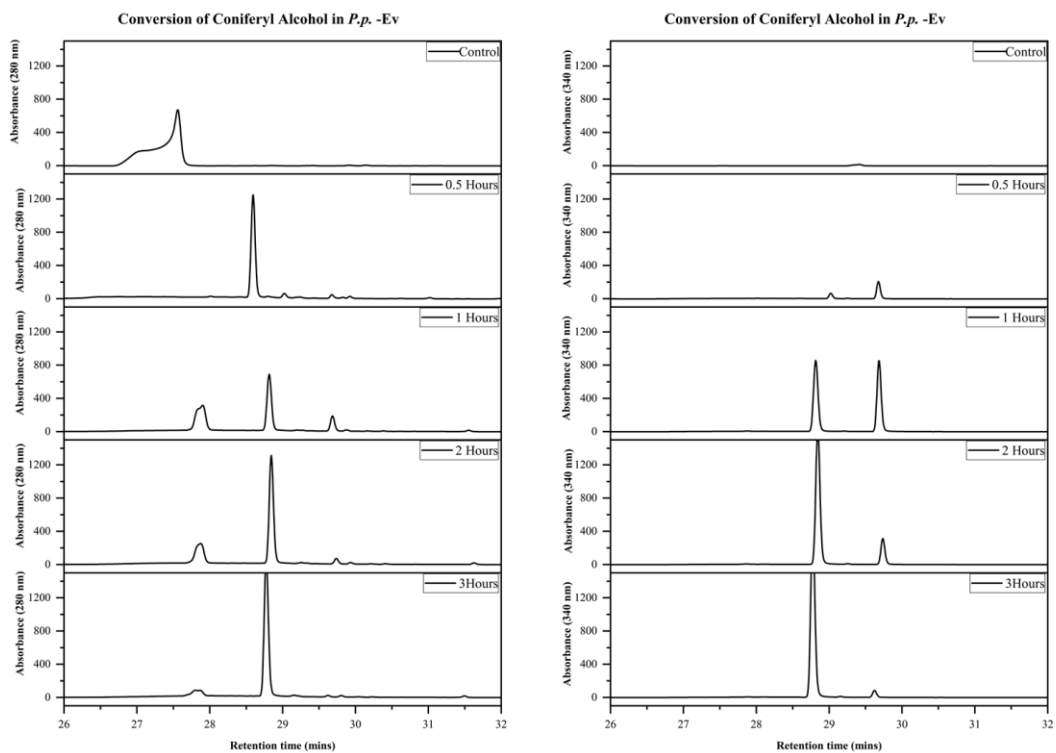 Conversion of Coniferyl Alcohol in P.p. -Ev
Absorbance (280 nm)
1200
800
400
0
Control
Absorbance (280 nm)
1200
800
400
0
0.5 Hours
Absorbance (280 nm)
1200
800
400
0
1 Hours
Absorbance (280 nm)
1200
800
400
0
2 Hours
Absorbance (280 nm)
1200
800
400
0
3Hours
26 27 28 29 30 31 32
Retention time (mins)
Conversion of Coniferyl Alcohol in P.p. -Ev
Absorbance (340 nm)
1200
800
400
0
Control
Absorbance (340 nm)
1200
800
400
0
0.5 Hours
Absorbance (340 nm)
1200
800
400
0
1 Hours
Absorbance (340 nm)
1200
800
400
0
2 Hours
Absorbance (340 nm)
1200
800
400
0
3Hours
26 27 28 29 30 31 32
Retention time (mins)